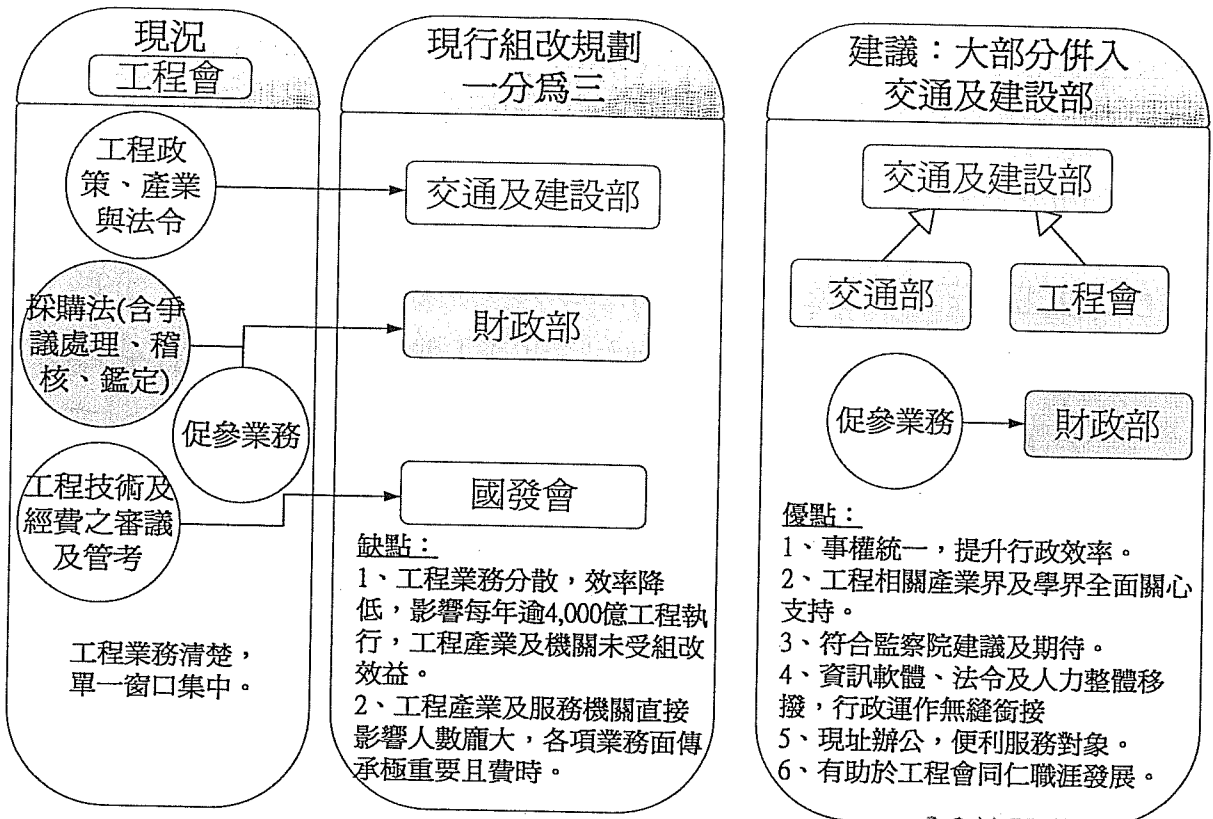 現況
工程會
工程政
策、產業
與法令
採購法(含爭
議處理、稽
核、鑑定)
促參業務
工程技術及
經費之審議
及管考
工程業務清楚，
單一窗口集中。
現行組改規劃
一分為三
交通及建設部
財政部
國發會
缺點：
1、工程業務分散，效率降
低，影響每年逾4,000億工程執
行，工程產業及機關未受組改
效益。
2、工程產業及服務機關直接
影響人數龐大，各項業務面傳
承極重要且費時。
建議：大部分併入
交通及建設部
交通及建設部
交通部
工程會
促參業務
財政部
優點：
1、事權統一，提升行政效率。
2、工程相關產業界及學界全面關心
支持。
3、符合監察院建議及期待。
4、資訊軟體、法令及人力整體移
撥，行政運作無縫銜接
5、現址辦公，便利服務對象。
6、有助於工程會同仁職涯發展。